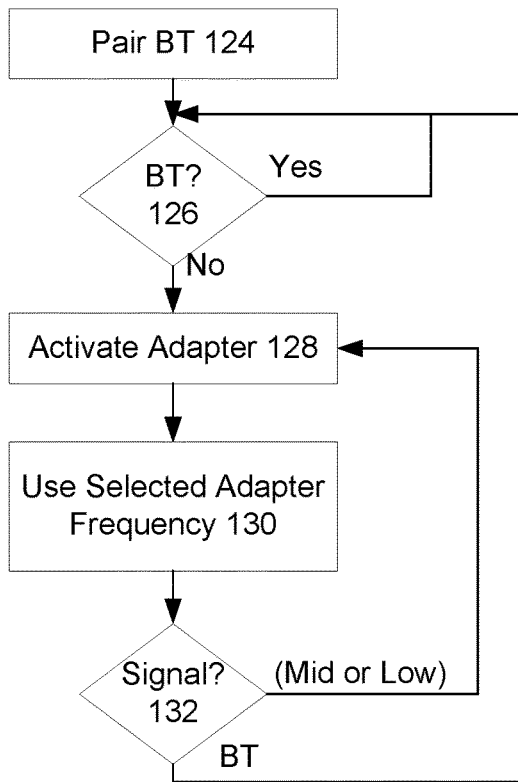 Pair BT 124
BT?
126
Yes
No
Activate Adapter 128
Use Selected Adapter
Frequency 130
Signal?
132
(Mid or Low)
BT